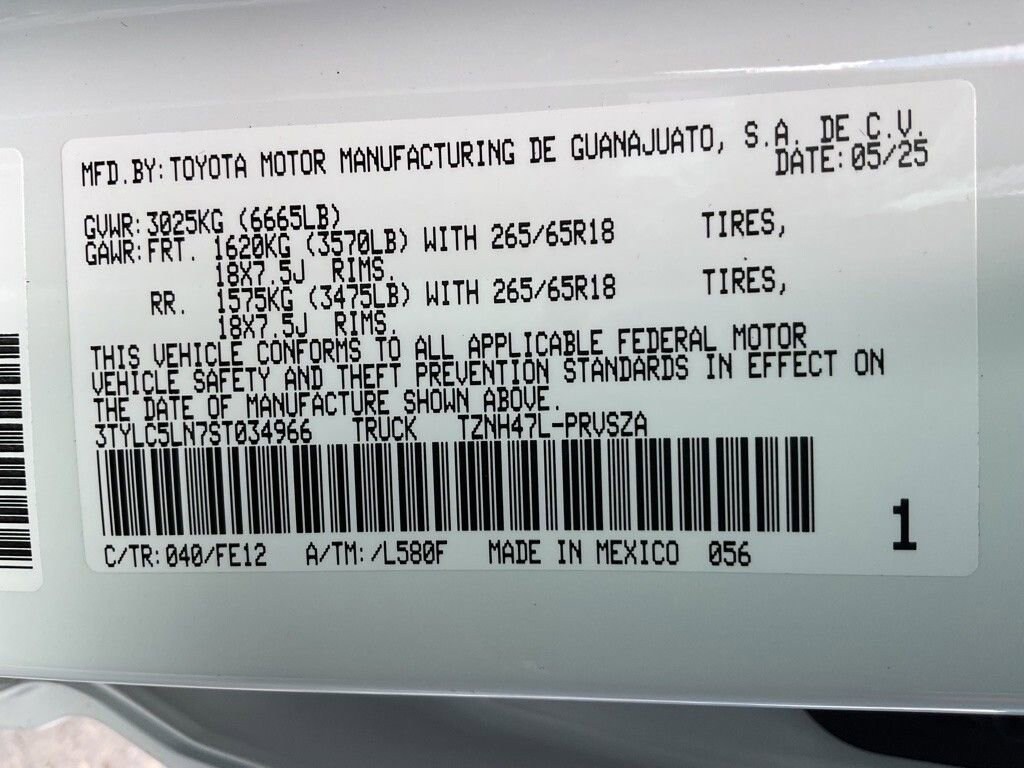 MFD.BY:TOYOTA MOTOR MANUFACTURING DE GUANAJUATO, S.A. DE C.V.
DATE:05/25
GVWR:3025KG (6665LB)
GAWR:FRT. 1620KG (3570LB) WITH 265/65R18 TIRES,
18X7.5J RIMS.
RR. 1575KG (3475LB) WITH 265/65R18 TIRES,
18X7.5J RIMS.
THIS VEHICLE CONFORMS TO ALL APPLICABLE FEDERAL MOTOR
VEHICLE SAFETY AND THEFT PREVENTION STANDARDS IN EFFECT ON
THE DATE OF MANUFACTURE SHOWN ABOVE.
3TYLC5LN7ST034966 TRUCK TZNH47L-PRVSZA
C/TR:040/FE12 A/TM:/L580F MADE IN MEXICO 056
1